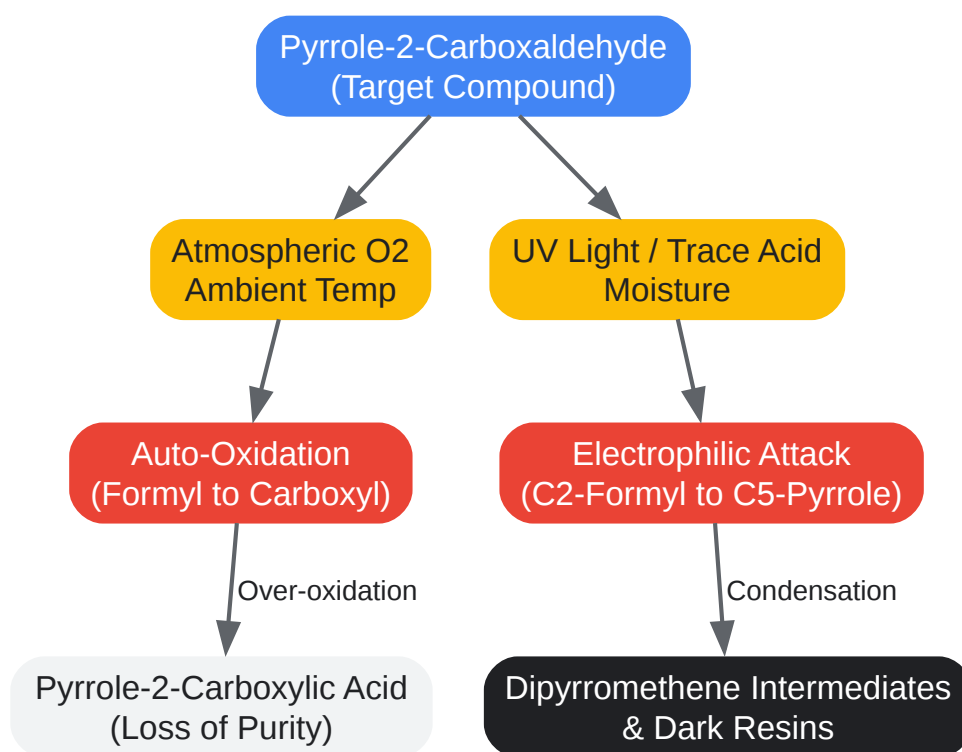 Pyrrole-2-Carboxaldehyde
(Target Compound)
Atmospheric O2
Ambient Temp
UV Light / Trace Acid
Moisture
Auto-Oxidation
(Formyl to Carboxyl)
Electrophilic Attack
(C2-Formyl to C5-Pyrrole)
Over-oxidation
Condensation
Pyrrole-2-Carboxylic Acid
(Loss of Purity)
Dipyrromethene Intermediates
& Dark Resins